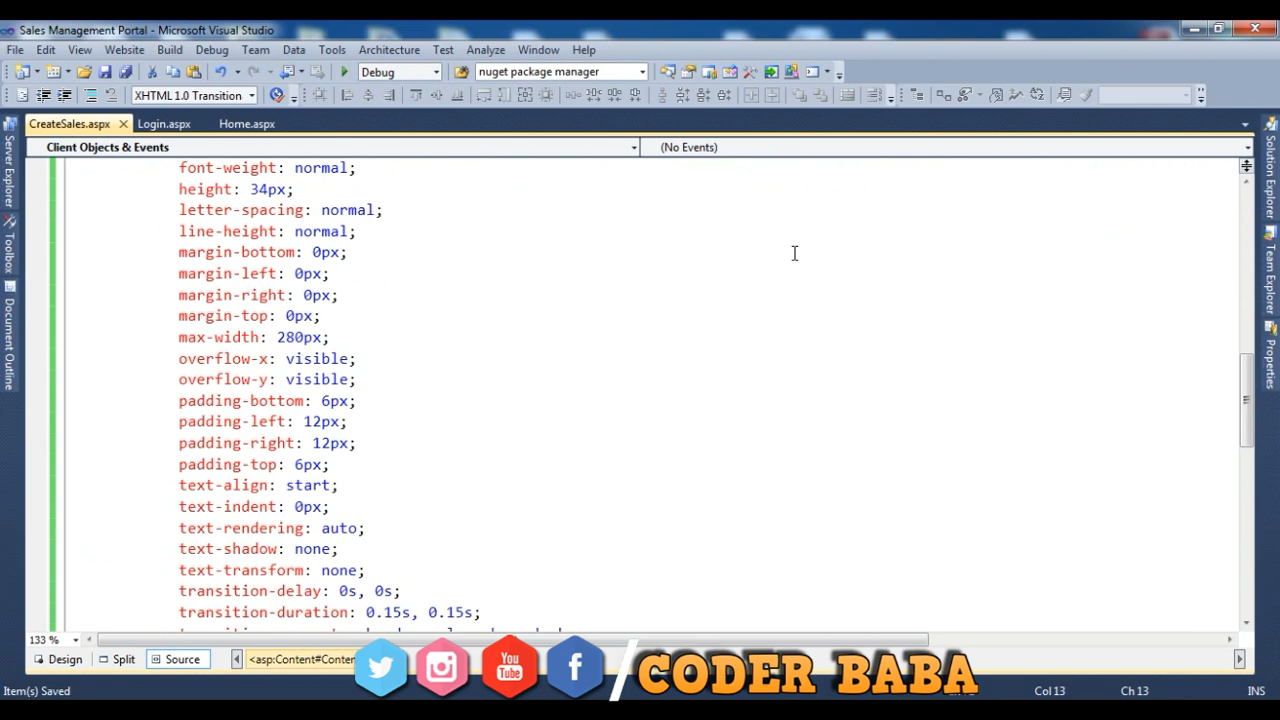 Sales Management Portal - Microsoft Visual Studio
File Edit View Website Build Debug Team Data Tools Architecture Test Analyze Window Help
Debug nuget package manager
XHTML 1.0 Transition
CreateSales.aspx Login.aspx Home.aspx
Client Objects & Events (No Events)
font-weight: normal;
height: 34px;
letter-spacing: normal;
line-height: normal;
margin-bottom: 0px;
margin-left: 0px;
margin-right: 0px;
margin-top: 0px;
max-width: 280px;
overflow-x: visible;
overflow-y: visible;
padding-bottom: 6px;
padding-left: 12px;
padding-right: 12px;
padding-top: 6px;
text-align: start;
text-indent: 0px;
text-rendering: auto;
text-shadow: none;
text-transform: none;
transition-delay: 0s, 0s;
transition-duration: 0.15s, 0.15s;
Server Explorer
Toolbox
Document Outline
Solution Explorer
Team Explorer
Properties
133 %
Design Split Source <asp:Content#Conten
You
Tube
/CODER BABA
Item(s) Saved Col 13 Ch 13 INS